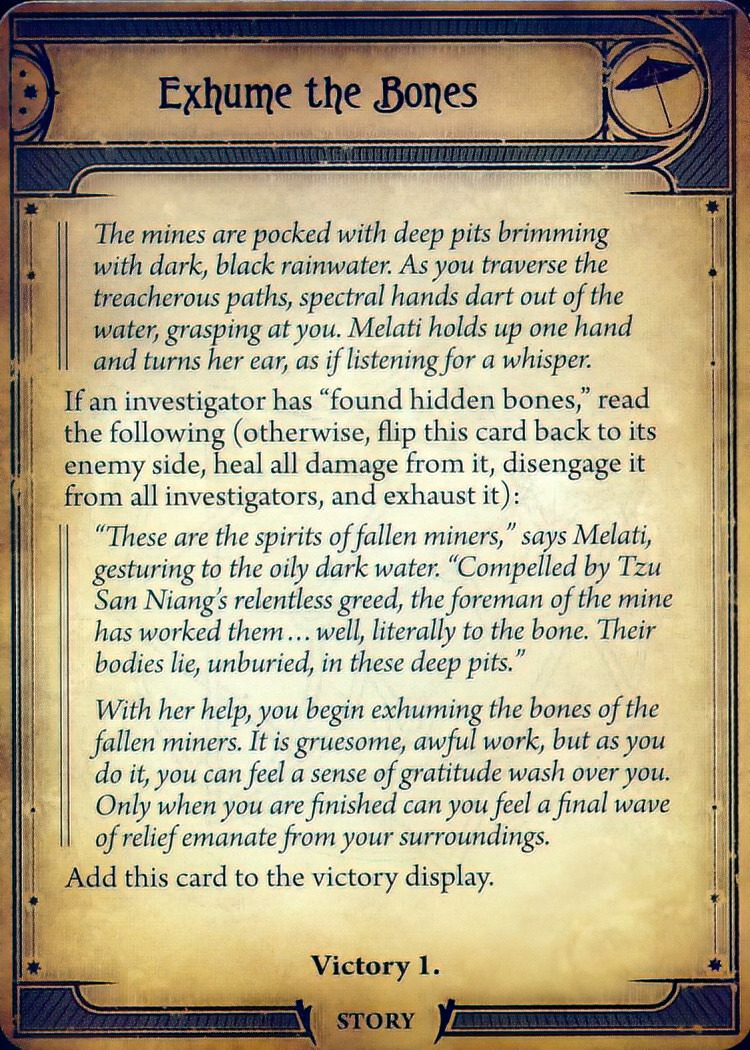 Exhume the Bones
The mines are pocked with deep pits brimming
with dark, black rainwater. As you traverse the
treacherous paths, spectral hands dart out of the
water, grasping at you. Melati holds up one hand
and turns her ear, as if listening for a whisper.
If an investigator has “found hidden bones,” read
the following (otherwise, flip this card back to its
enemy side, heal all damage from it, disengage it
from all investigators, and exhaust it):
“These are the spirits of fallen miners,” says Melati,
gesturing to the oily dark water. “Compelled by Tzu
San Niang’s relentless greed, the foreman of the mine
has worked them… well, literally to the bone. Their
bodies lie, unburied, in these deep pits.”
With her help, you begin exhuming the bones of the
fallen miners. It is gruesome, awful work, but as you
do it, you can feel a sense of gratitude wash over you.
Only when you are finished can you feel a final wave
of relief emanate from your surroundings.
Add this card to the victory display.
Victory 1.
STORY